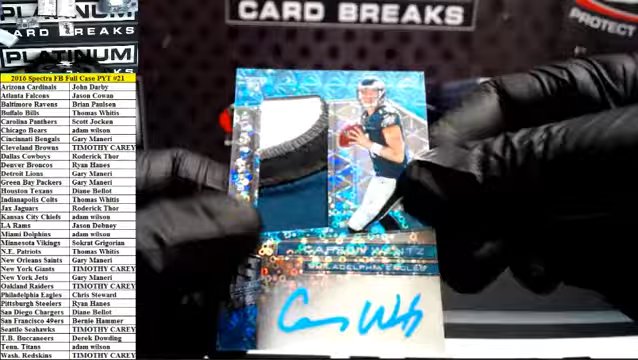 PLATINUM
CARD BREAKS
PLATINUM
CARD BREAKS
CARD BREAKS
PROTECT
2016 Spectra FB Full Case PYT #21
Arizona Cardinals John Darby
Atlanta Falcons Jason Cowan
Baltimore Ravens Brian Paulsen
Buffalo Bills Thomas Whitis
Carolina Panthers Scott Jocken
Chicago Bears adam wilson
Cincinnati Bengals Gary Maneri
Cleveland Browns TIMOTHY CAREY
Dallas Cowboys Roderick Thor
Denver Broncos Ryan Hanes
Detroit Lions Gary Maneri
Green Bay Packers Gary Maneri
Houston Texans Diane Bellot
Indianapolis Colts Thomas Whitis
Jax Jaguars Roderick Thor
Kansas City Chiefs adam wilson
LA Rams Jason Debney
Miami Dolphins adam wilson
Minnesota Vikings Sokrat Grigorian
N.E. Patriots Thomas Whitis
New Orleans Saints Gary Maneri
New York Giants TIMOTHY CAREY
New York Jets Gary Maneri
Oakland Raiders TIMOTHY CAREY
Philadelphia Eagles Chris Steward
Pittsburgh Steelers Ryan Hanes
San Diego Chargers Diane Bellot
San Francisco 49ers Bernie Hammer
Seattle Seahawks TIMOTHY CAREY
T.B. Buccaneers Derek Dowding
Tenn. Titans adam wilson
Wash. Redskins TIMOTHY CAREY
CARSON WENTZ
PHILADELPHIA EAGLES